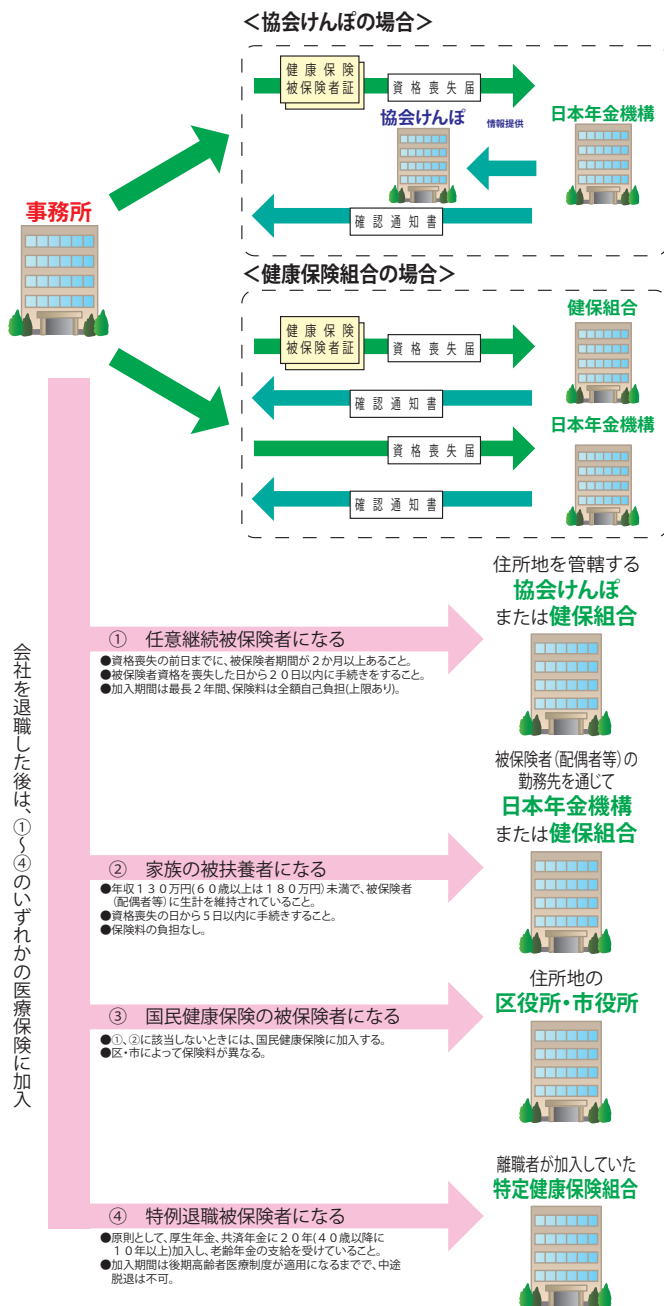 ＜協会けんぽの場合＞
健康保険
被保険者証
資格喪失届
協会けんぽ
情報提供
日本年金機構
確認通知書
事務所
＜健康保険組合の場合＞
健康保険
被保険者証
資格喪失届
健保組合
確認通知書
日本年金機構
資格喪失届
確認通知書
会社を退職した後は、①～④のいずれかの医療保険に加入
住所地を管轄する
協会けんぽ
または健保組合
① 任意継続被保険者になる
●資格喪失の前日までに、被保険者期間が２か月以上あること。
●被保険者資格を喪失した日から２０日以内に手続きをすること。
●加入期間は最長２年間、保険料は全額自己負担(上限あり)。
被保険者(配偶者等)の
勤務先を通じて
日本年金機構
または健保組合
② 家族の被扶養者になる
●年収１３０万円(６０歳以上は１８０万円)未満で、被保険者
(配偶者等)に生計を維持されていること。
●資格喪失の日から５日以内に手続きすること。
●保険料の負担なし。
住所地の
区役所・市役所
③ 国民健康保険の被保険者になる
●①、②に該当しないときには、国民健康保険に加入する。
●区・市によって保険料が異なる。
離職者が加入していた
特定健康保険組合
④ 特例退職被保険者になる
●原則として、厚生年金、共済年金に２０年(４０歳以降に
１０年以上)加入し、老齢年金の支給を受けていること。
●加入期間は後期高齢者医療制度が適用になるまでで、中途
脱退は不可。